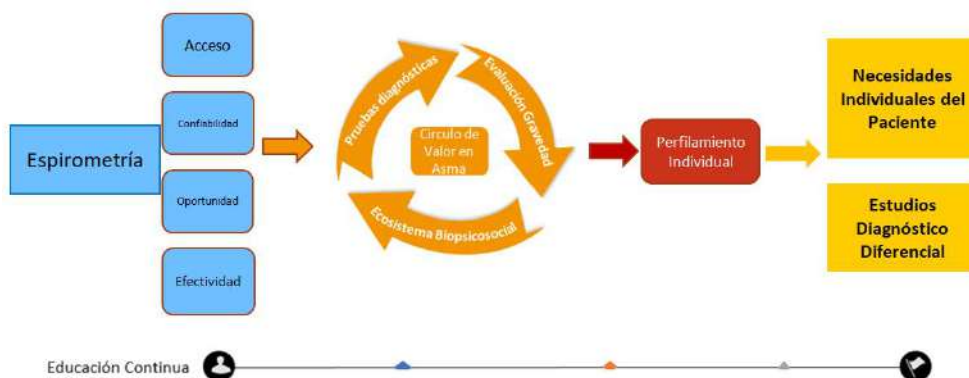 Espirometría
Acceso
Confiabilidad
Oportunidad
Efectividad
Pruebas diagnósticas
Evaluación Gravedad
Ecosistema Biopsicosocial
Circulo de
Valor en
Asma
Perfilamiento
Individual
Necesidades
Individuales del
Paciente
Estudios
Diagnóstico
Diferencial
Educación Continua